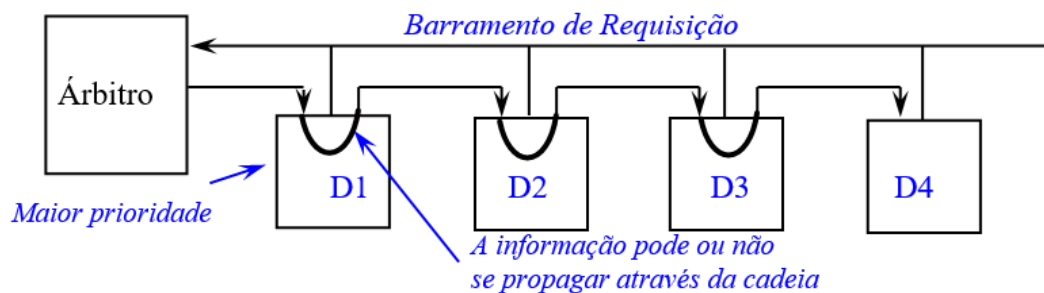 Barramento de Requisição
Árbitro
D1
D2
D3
D4
Maior prioridade
A informação pode ou não
se propagar através da cadeia